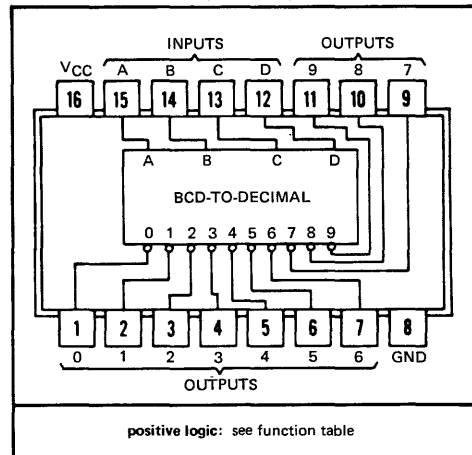 INPUTS OUTPUTS
VCC A B C D 9 8 7
16 15 14 13 12 11 10 9
A B C D
BCD-TO-DECIMAL
0 1 2 3 4 5 6 7 8 9
1 2 3 4 5 6 7 8
0 1 2 3 4 5 6 GND
OUTPUTS
positive logic: see function table